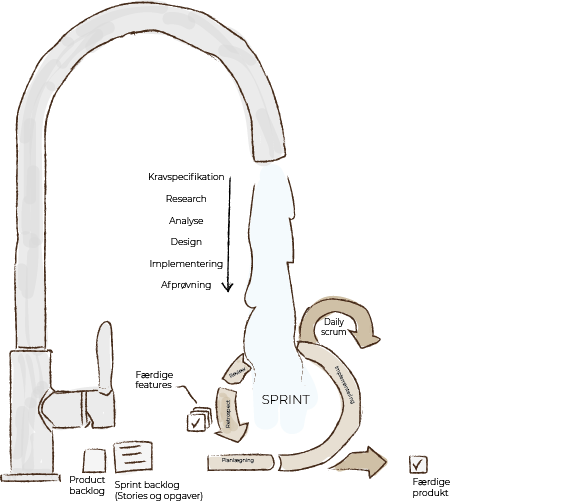 Kravspecifikation
Research
Analyse
Design
Implementering
Afprøvning
Daily
scrum
Implementering
Review
Retrospect
SPRINT
Færdige
features
Planlægning
Product
backlog
Sprint backlog
(Stories og opgaver)
Færdige
produkt